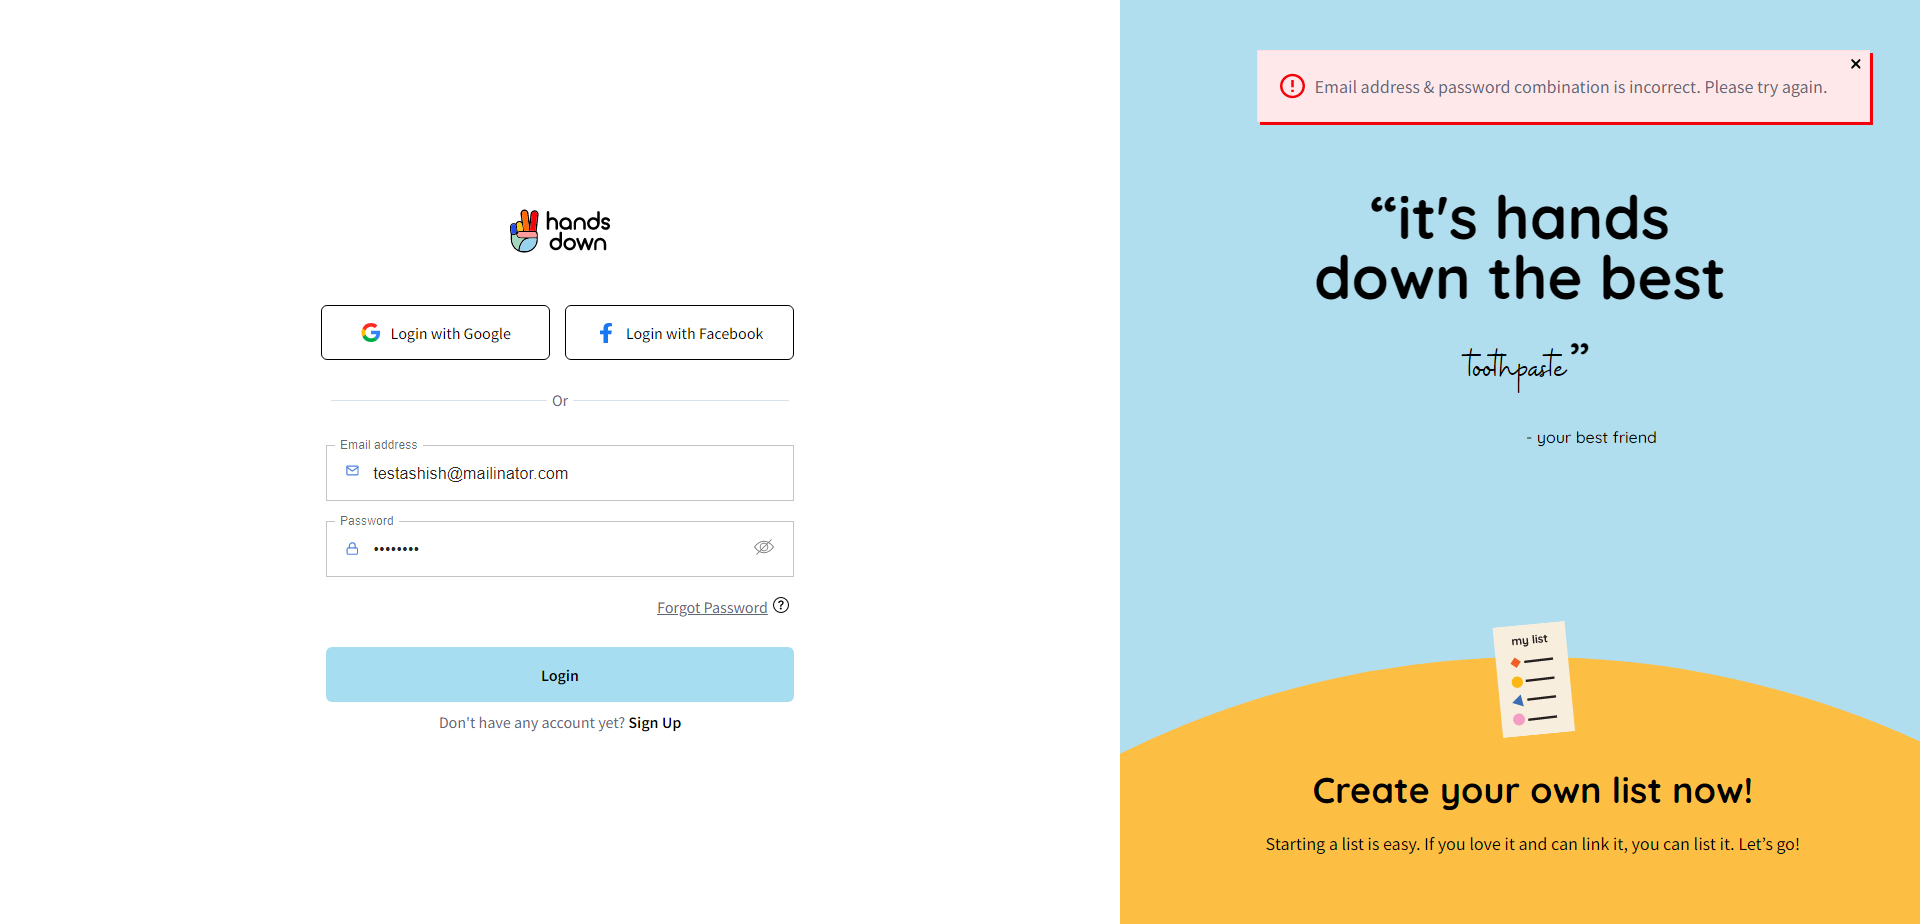 hands
down
Login with Google
Login with Facebook
Or
Email address
testashish@mailinator.com
Password
••••••••
Forgot Password
Login
Don't have any account yet? Sign Up
Email address & password combination is incorrect. Please try again.
“it's hands
down the best
toothpaste”
- your best friend
my list
Create your own list now!
Starting a list is easy. If you love it and can link it, you can list it. Let’s go!